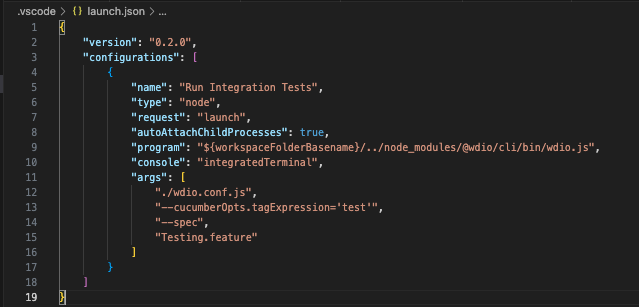 .vscode > {} launch.json > ...
1 {
2 "version": "0.2.0",
3 "configurations": [
4 {
5 "name": "Run Integration Tests",
6 "type": "node",
7 "request": "launch",
8 "autoAttachChildProcesses": true,
9 "program": "${workspaceFolderBasename}/../node_modules/@wdio/cli/bin/wdio.js",
10 "console": "integratedTerminal",
11 "args": [
12 "./wdio.conf.js",
13 "--cucumberOpts.tagExpression='test'",
14 "--spec",
15 "Testing.feature"
16 ]
17 }
18 ]
19 }